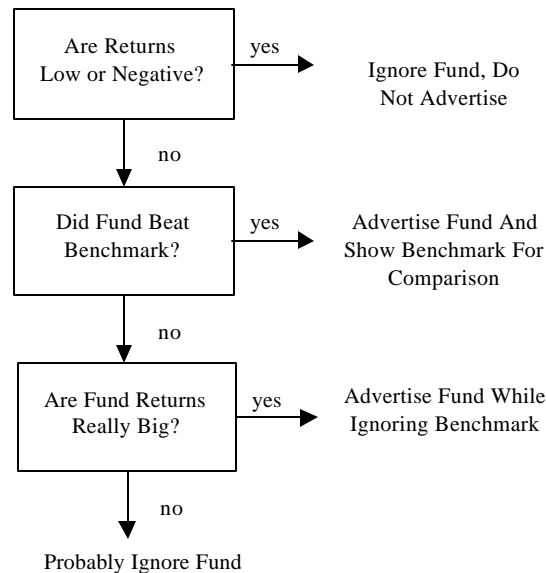 Are Returns
Low or Negative?
yes
Ignore Fund, Do
Not Advertise
no
Did Fund Beat
Benchmark?
yes
Advertise Fund And
Show Benchmark For
Comparison
no
Are Fund Returns
Really Big?
yes
Advertise Fund While
Ignoring Benchmark
no
Probably Ignore Fund